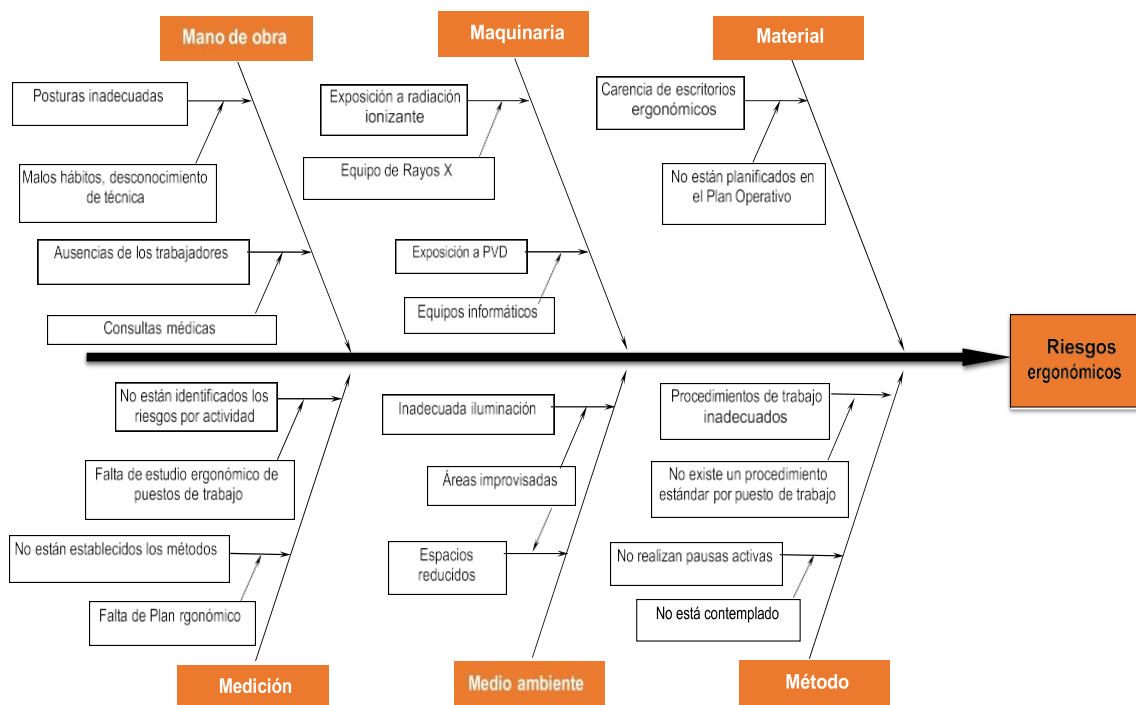 Mano de obra
Maquinaria
Material
Posturas inadecuadas
Malos hábitos, desconocimiento
de técnica
Ausencias de los trabajadores
Consultas médicas
Exposición a radiación
ionizante
Equipo de Rayos X
Exposición a PVD
Equipos informáticos
Carencia de escritorios
ergonómicos
No están planificados en
el Plan Operativo
Riesgos
ergonómicos
No están identificados los
riesgos por actividad
Falta de estudio ergonómico de
puestos de trabajo
No están establecidos los métodos
Falta de Plan rgonómico
Inadecuada iluminación
Áreas improvisadas
Espacios
reducidos
Procedimientos de trabajo
inadecuados
No existe un procedimiento
estándar por puesto de trabajo
No realizan pausas activas
No está contemplado
Medición
Medio ambiente
Método